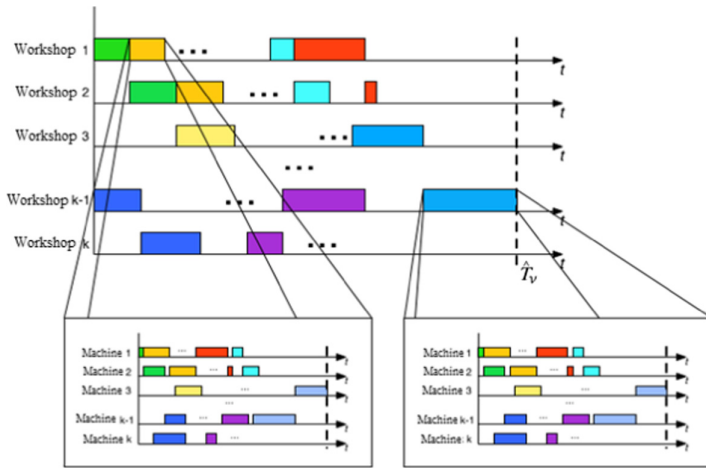 Workshop 1
t
Workshop 2
...
t
Workshop 3
...
t
...
Workshop k-1
...
t
Workshop k
...
t
T̂ᵥ
Machine 1
...
t
Machine 2
...
t
Machine 3
t
...
Machine k-1
...
t
Machine k
...
t
Machine 1
...
t
Machine 2
...
t
Machine 3
t
...
Machine k-1
...
t
Machine k
...
t